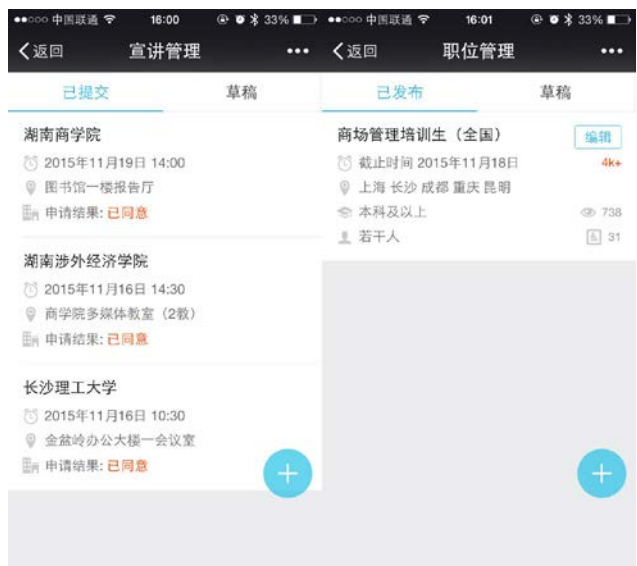 中国联通 16:00 33%
返回 宣讲管理
已提交 草稿
湖南商学院
2015年11月19日 14:00
图书馆一楼报告厅
申请结果: 已同意
湖南涉外经济学院
2015年11月16日 14:30
商学院多媒体教室（2教）
申请结果: 已同意
长沙理工大学
2015年11月16日 10:30
金盆岭办公大楼一会议室
申请结果: 已同意
中国联通 16:01 33%
返回 职位管理
已发布 草稿
商场管理培训生（全国） 编辑
截止时间 2015年11月18日 4k+
上海 长沙 成都 重庆 昆明
本科及以上 738
若干人 31